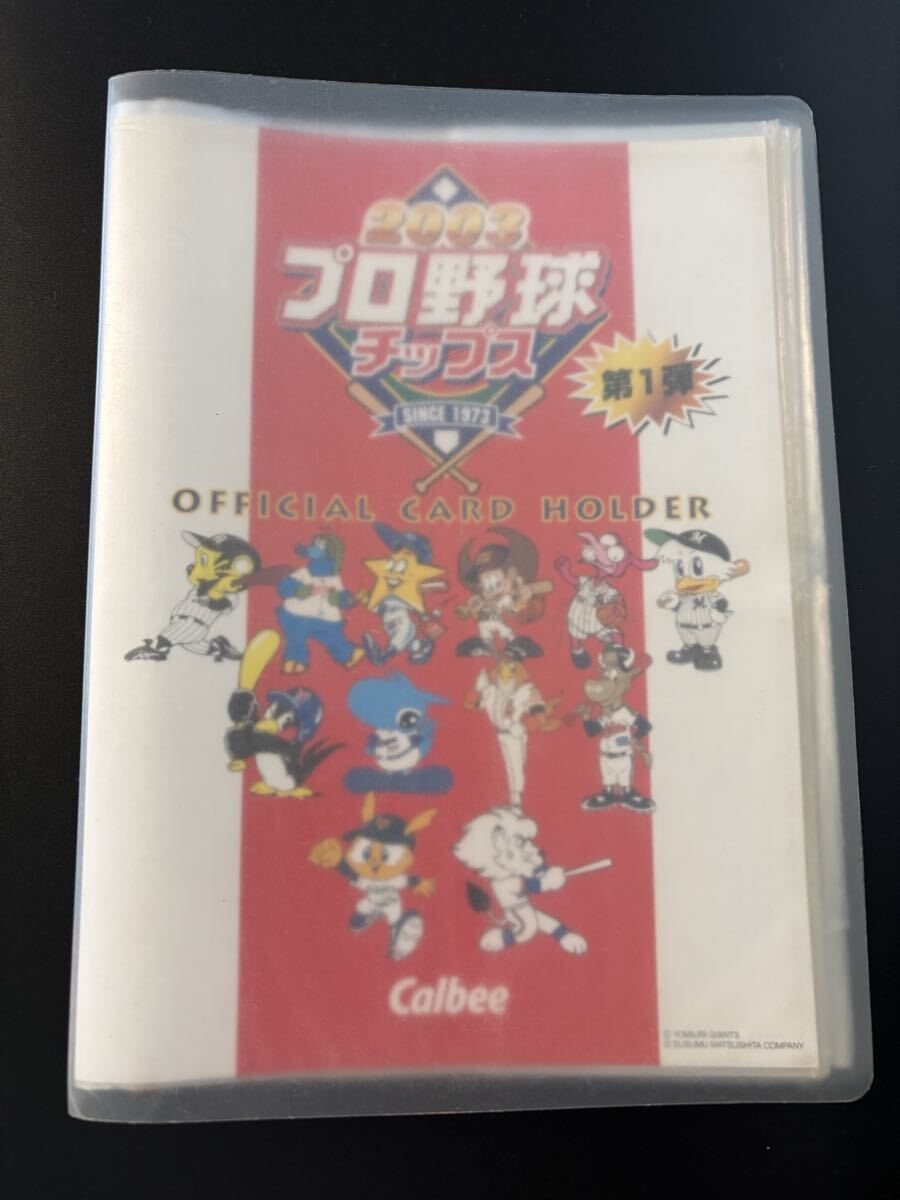 2003
プロ野球
チップス
第1弾
SINCE 1973
OFFICIAL CARD HOLDER
Calbee
© YOMIURI GIANTS
© SUSUMU MATSUSHITA COMPANY